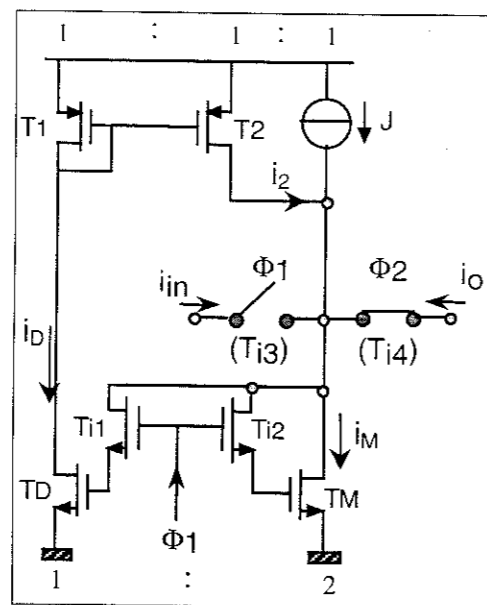 1 : 1 : 1
T1
T2
J
i2
iin
Φ1
Φ2
io
(Ti3)
(Ti4)
iD
Ti1
Ti2
iM
TD
TM
Φ1
1 : 2